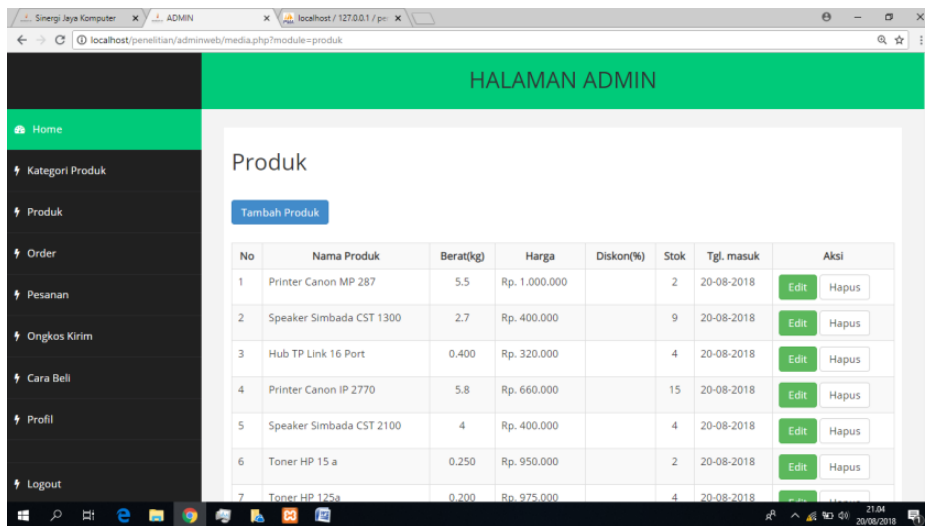 Sinergi Jaya Komputer
ADMIN
localhost / 127.0.0.1 / per
localhost/penelitian/adminweb/media.php?module=produk
HALAMAN ADMIN
Home
Kategori Produk
Produk
Order
Pesanan
Ongkos Kirim
Cara Beli
Profil
Logout
Produk
Tambah Produk
No Nama Produk Berat(kg) Harga Diskon(%) Stok Tgl. masuk Aksi
1 Printer Canon MP 287 5.5 Rp. 1.000.000 2 20-08-2018 Edit Hapus
2 Speaker Simbada CST 1300 2.7 Rp. 400.000 9 20-08-2018 Edit Hapus
3 Hub TP Link 16 Port 0.400 Rp. 320.000 4 20-08-2018 Edit Hapus
4 Printer Canon IP 2770 5.8 Rp. 660.000 15 20-08-2018 Edit Hapus
5 Speaker Simbada CST 2100 4 Rp. 400.000 4 20-08-2018 Edit Hapus
6 Toner HP 15 a 0.250 Rp. 950.000 2 20-08-2018 Edit Hapus
7 Toner HP 125a 0.200 Rp. 975.000 4 20-08-2018
21.04
20/08/2018